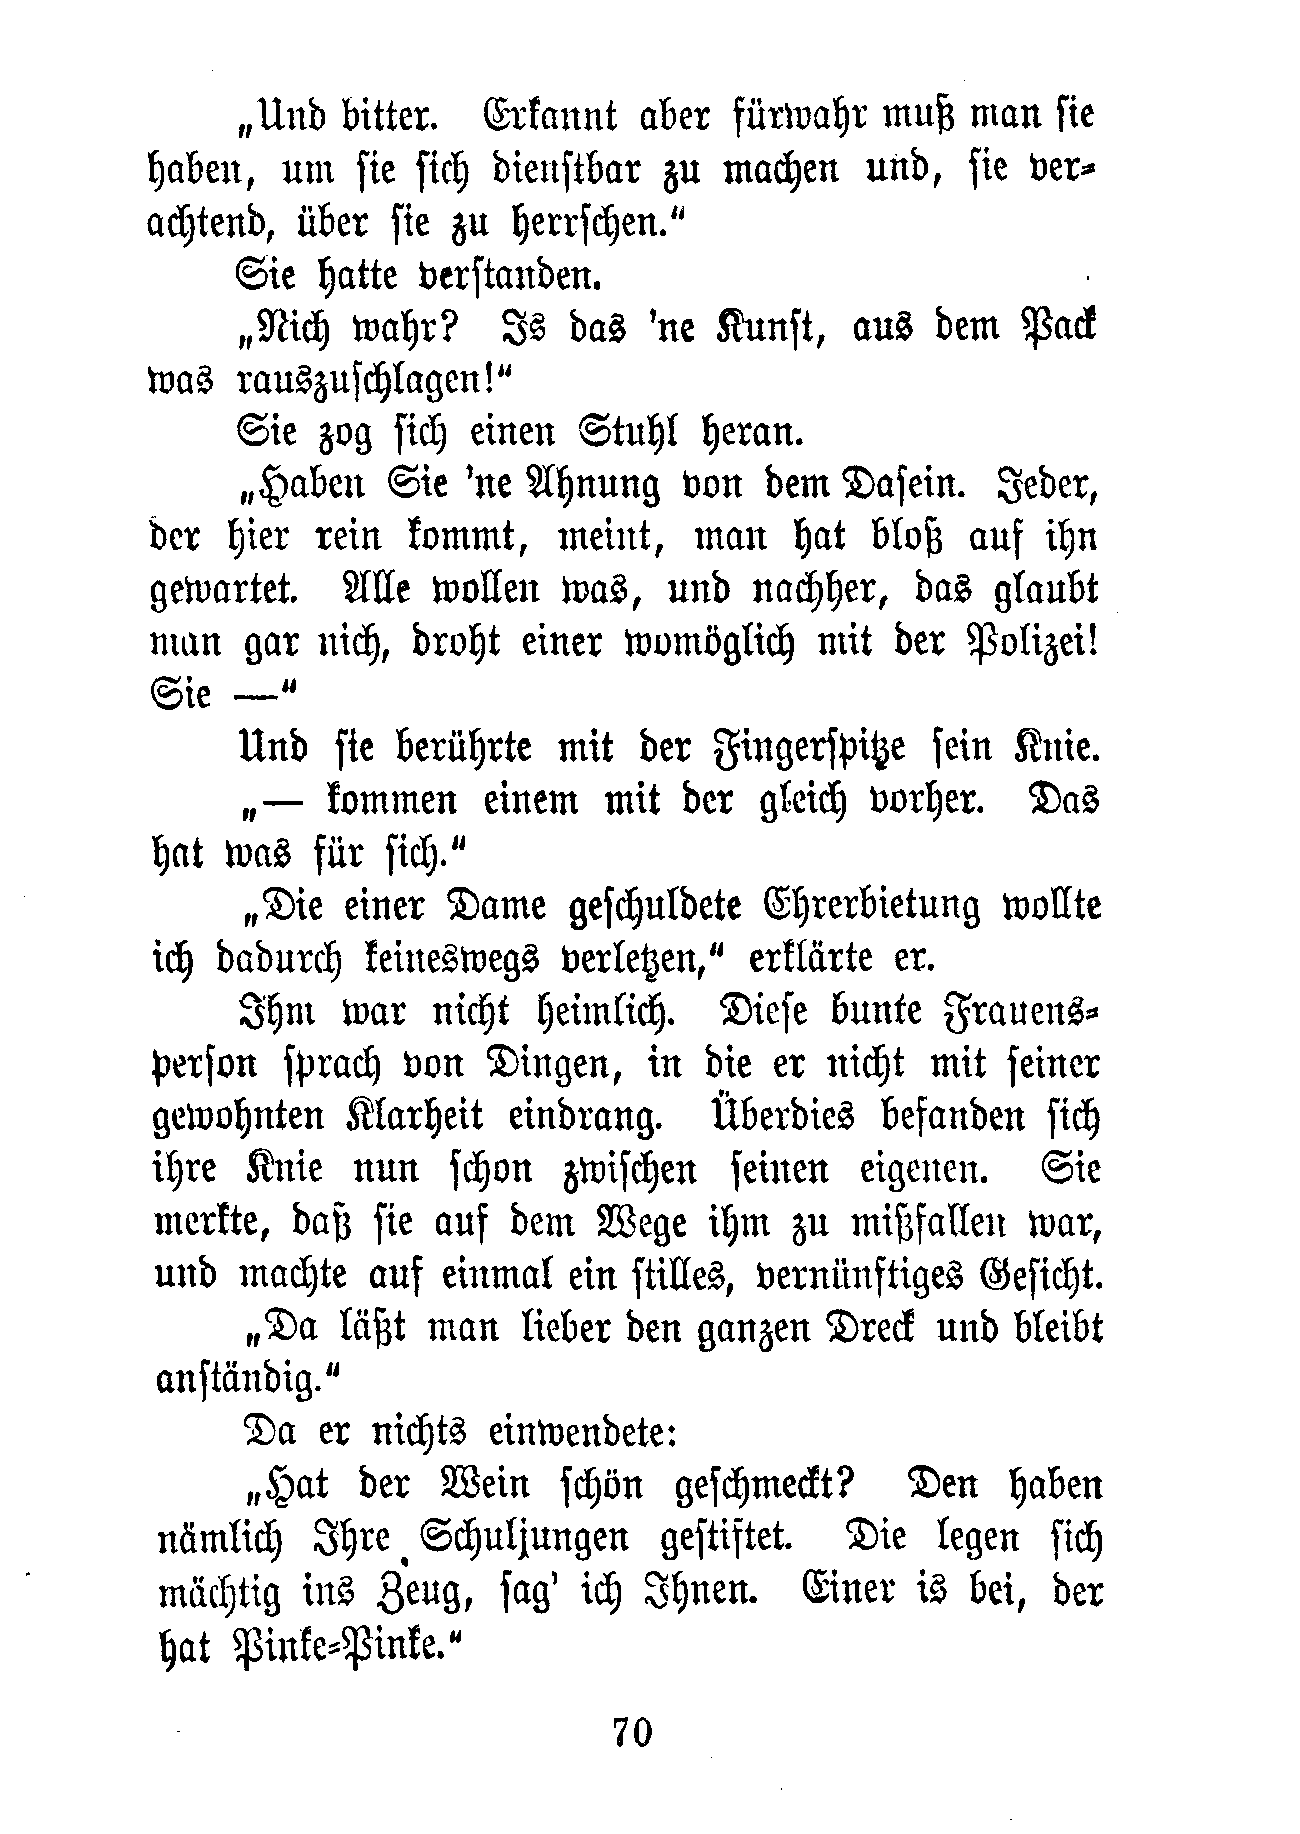 „Und bitter. Erkannt aber fürwahr muß man sie
haben, um sie sich dienstbar zu machen und, sie ver-
achtend, über sie zu herrschen.“
Sie hatte verstanden.
„Nich wahr? Is das 'ne Kunst, aus dem Pack
was rauszuschlagen!“
Sie zog sich einen Stuhl heran.
„Haben Sie 'ne Ahnung von dem Dasein. Jeder,
der hier rein kommt, meint, man hat bloß auf ihn
gewartet. Alle wollen was, und nachher, das glaubt
man gar nich, droht einer womöglich mit der Polizei!
Sie —“
Und sie berührte mit der Fingerspitze sein Knie.
„— kommen einem mit der gleich vorher. Das
hat was für sich.“
„Die einer Dame geschuldete Ehrerbietung wollte
ich dadurch keineswegs verletzen,“ erklärte er.
Ihm war nicht heimlich. Diese bunte Frauens-
person sprach von Dingen, in die er nicht mit seiner
gewohnten Klarheit eindrang. Überdies befanden sich
ihre Knie nun schon zwischen seinen eigenen. Sie
merkte, daß sie auf dem Wege ihm zu mißfallen war,
und machte auf einmal ein stilles, vernünftiges Gesicht.
„Da läßt man lieber den ganzen Dreck und bleibt
anständig.“
Da er nichts einwendete:
„Hat der Wein schön geschmeckt? Den haben
nämlich Ihre Schuljungen gestiftet. Die legen sich
mächtig ins Zeug, sag' ich Ihnen. Einer is bei, der
hat Pinke-Pinke.“
70